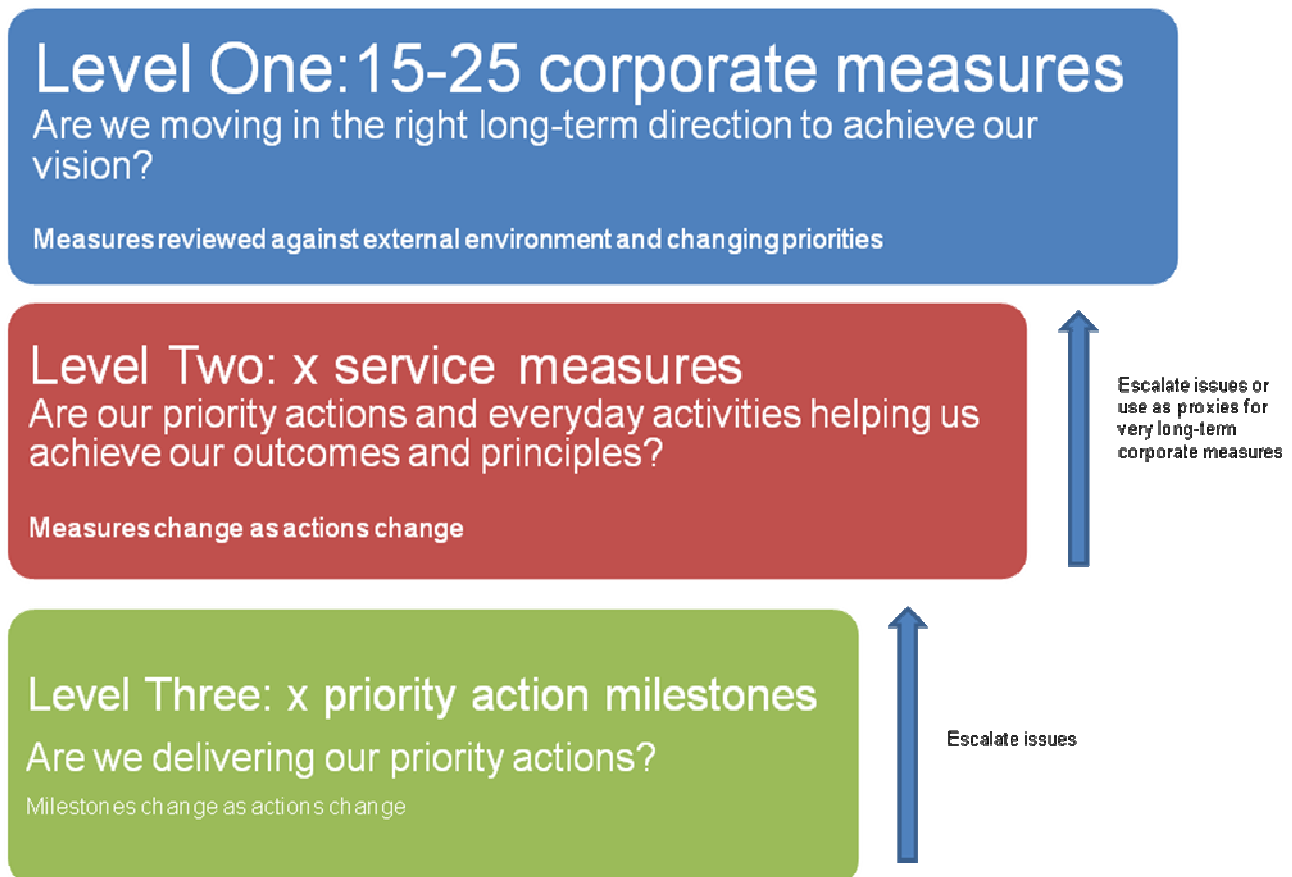 Level One:15-25 corporate measures
Are we moving in the right long-term direction to achieve our
vision?
Measures reviewed against external environment and changing priorities
Level Two: x service measures
Are our priority actions and everyday activities helping us
achieve our outcomes and principles?
Measures change as actions change
Escalate issues or
use as proxies for
very long-term
corporate measures
Level Three: x priority action milestones
Are we delivering our priority actions?
Milestones change as actions change
Escalate issues